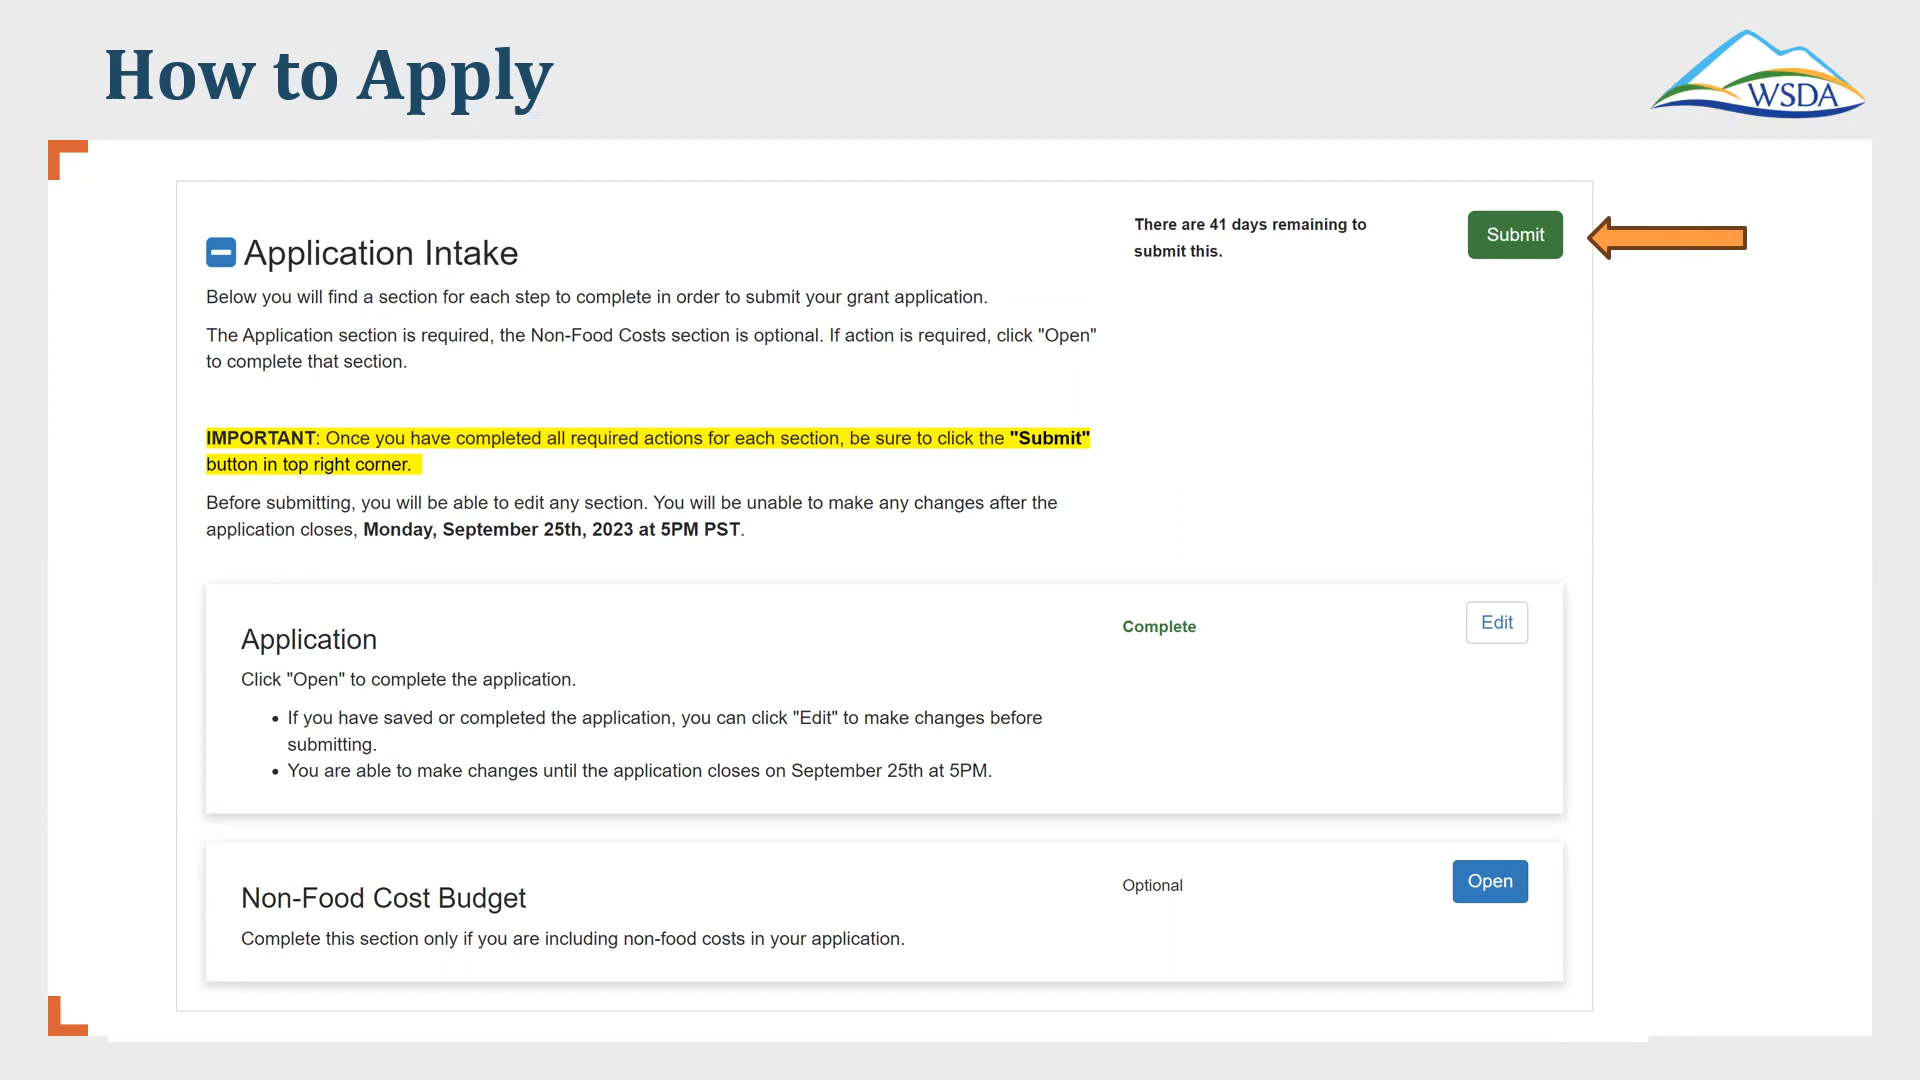 How to Apply
WSDA
There are 41 days remaining to
submit this.
Submit
Application Intake
Below you will find a section for each step to complete in order to submit your grant application.
The Application section is required, the Non-Food Costs section is optional. If action is required, click "Open"
to complete that section.
IMPORTANT: Once you have completed all required actions for each section, be sure to click the "Submit"
button in top right corner.
Before submitting, you will be able to edit any section. You will be unable to make any changes after the
application closes, Monday, September 25th, 2023 at 5PM PST.
Application
Complete
Edit
Click "Open" to complete the application.
• If you have saved or completed the application, you can click "Edit" to make changes before
submitting.
• You are able to make changes until the application closes on September 25th at 5PM.
Non-Food Cost Budget
Optional
Open
Complete this section only if you are including non-food costs in your application.